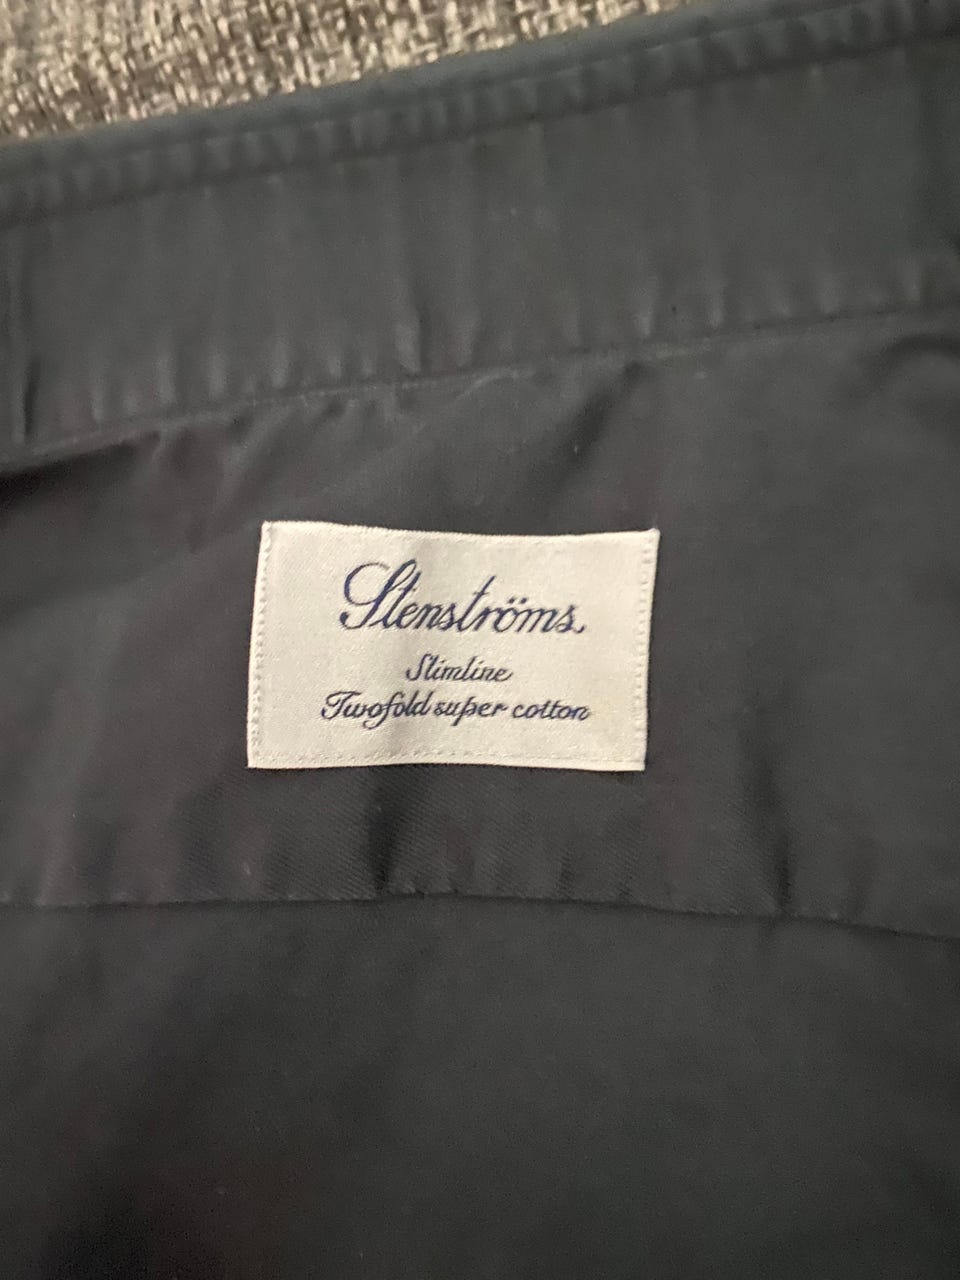 Stenströms
Slimline
Twofold super cotton